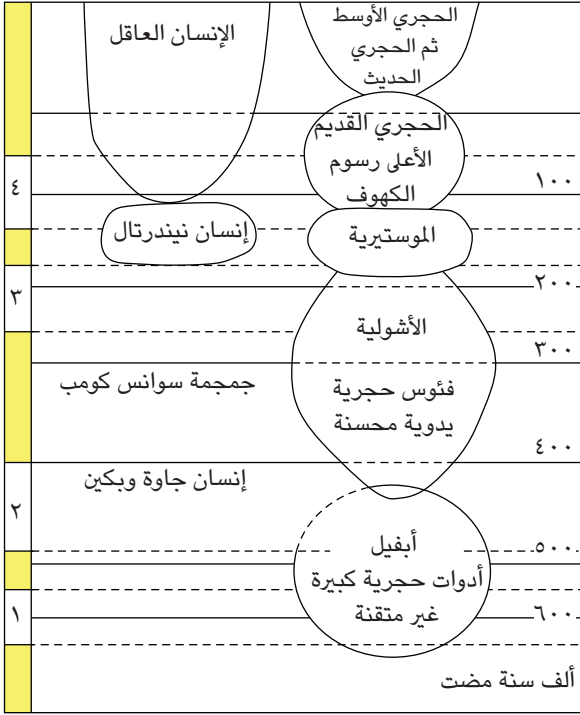 الحجري الأوسط
ثم الحجري
الحديث
الإنسان العاقل
الحجري القديم
الأعلى رسوم
الكهوف
١٠٠
٤
الموستيرية
إنسان نيندرتال
٢٠٠
٣
الأشولية
٣٠٠
فئوس حجرية
يدوية محسنة
جمجمة سوانس كومب
٤٠٠
إنسان جاوة وبكين
٢
أبفيل
أدوات حجرية كبيرة
غير متقنة
٥٠٠
٦٠٠
١
ألف سنة مضت